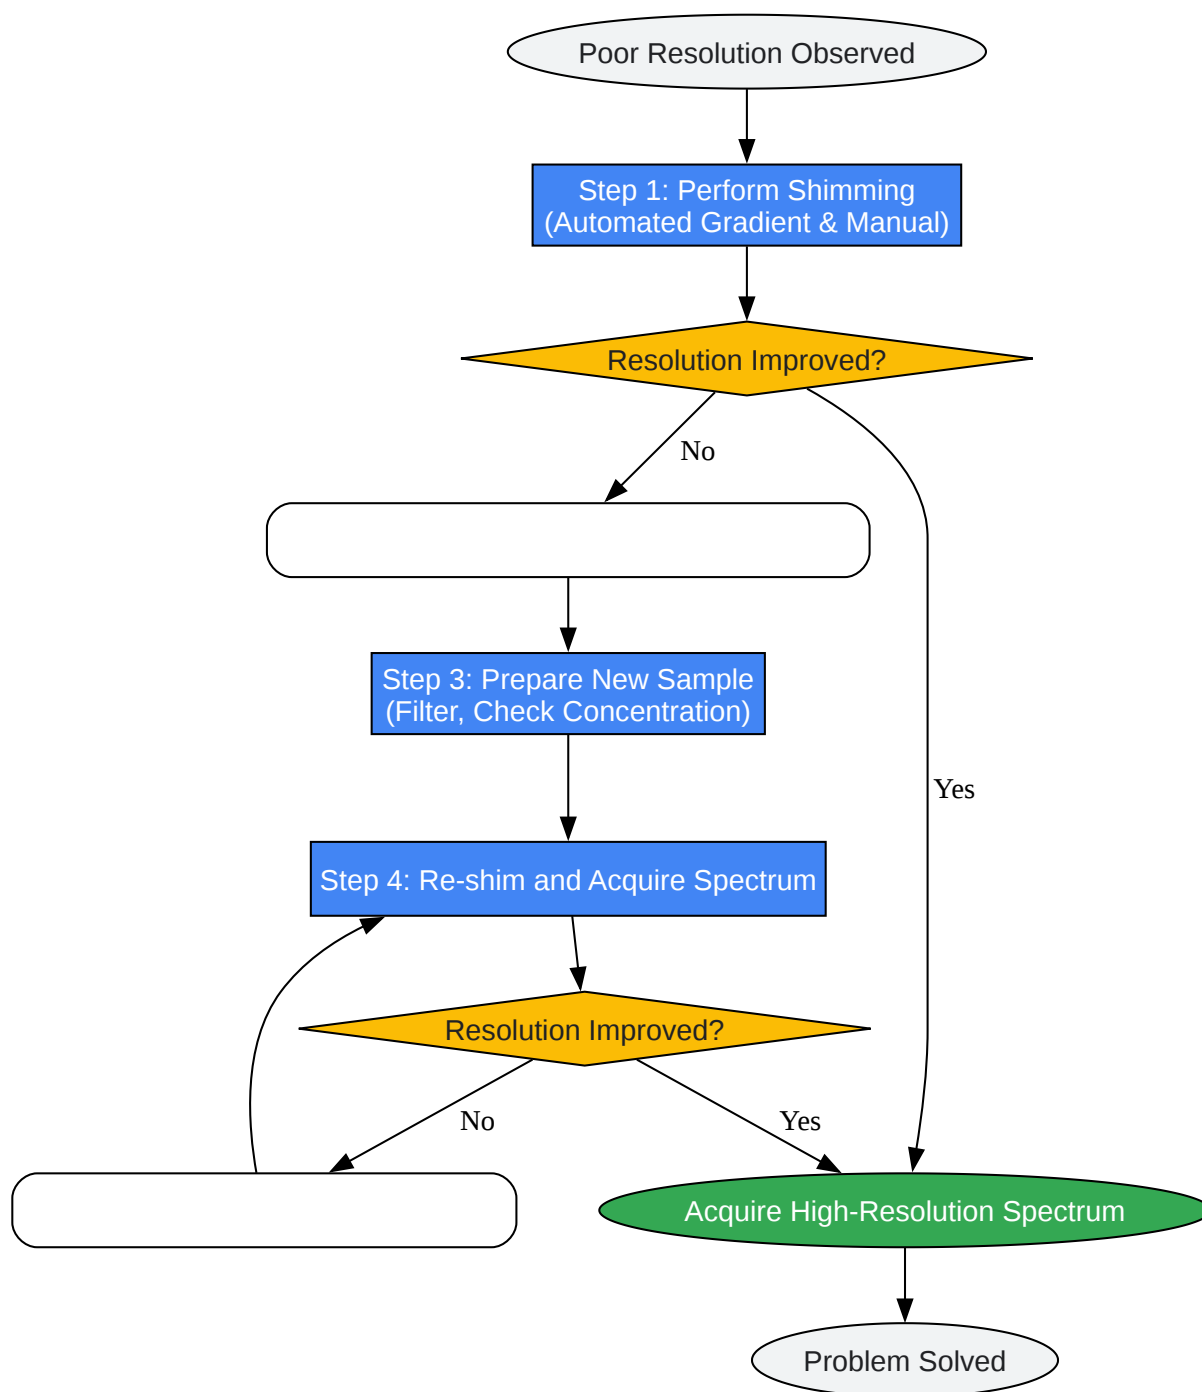 Poor Resolution Observed
Step 1: Perform Shimming
(Automated Gradient & Manual)
Resolution Improved?
No
Step 3: Prepare New Sample
(Filter, Check Concentration)
Yes
Step 4: Re-shim and Acquire Spectrum
Resolution Improved?
No
Yes
Acquire High-Resolution Spectrum
Problem Solved